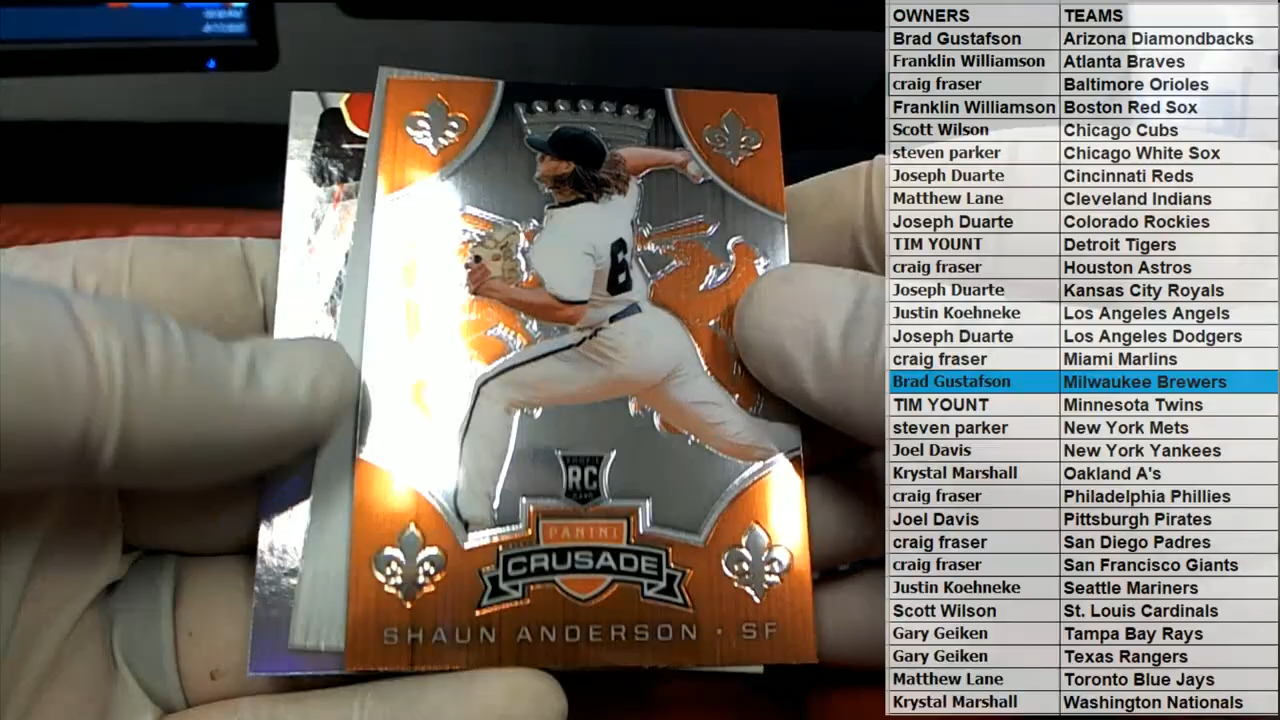 OWNERS TEAMS
Brad Gustafson Arizona Diamondbacks
Franklin Williamson Atlanta Braves
craig fraser Baltimore Orioles
Franklin Williamson Boston Red Sox
Scott Wilson Chicago Cubs
steven parker Chicago White Sox
Joseph Duarte Cincinnati Reds
Matthew Lane Cleveland Indians
Joseph Duarte Colorado Rockies
TIM YOUNT Detroit Tigers
craig fraser Houston Astros
Joseph Duarte Kansas City Royals
Justin Koehneke Los Angeles Angels
Joseph Duarte Los Angeles Dodgers
craig fraser Miami Marlins
Brad Gustafson Milwaukee Brewers
TIM YOUNT Minnesota Twins
steven parker New York Mets
Joel Davis New York Yankees
Krystal Marshall Oakland A's
craig fraser Philadelphia Phillies
Joel Davis Pittsburgh Pirates
craig fraser San Diego Padres
craig fraser San Francisco Giants
Justin Koehneke Seattle Mariners
Scott Wilson St. Louis Cardinals
Gary Geiken Tampa Bay Rays
Gary Geiken Texas Rangers
Matthew Lane Toronto Blue Jays
Krystal Marshall Washington Nationals
6
RC
PANINI
CRUSADE
SHAUN ANDERSON · SF